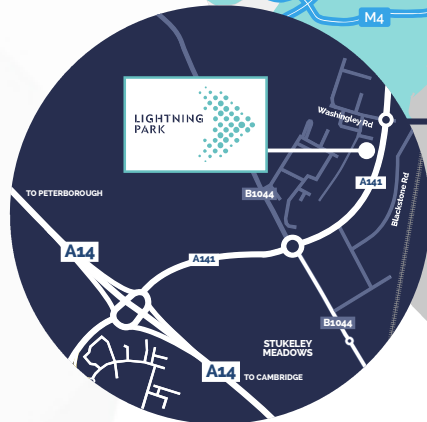 M4
LIGHTNING
PARK
Washingley Rd
A141
Blackstone Rd
TO PETERBOROUGH
B1044
A14
A141
B1044
STUKELEY
MEADOWS
A14
TO CAMBRIDGE